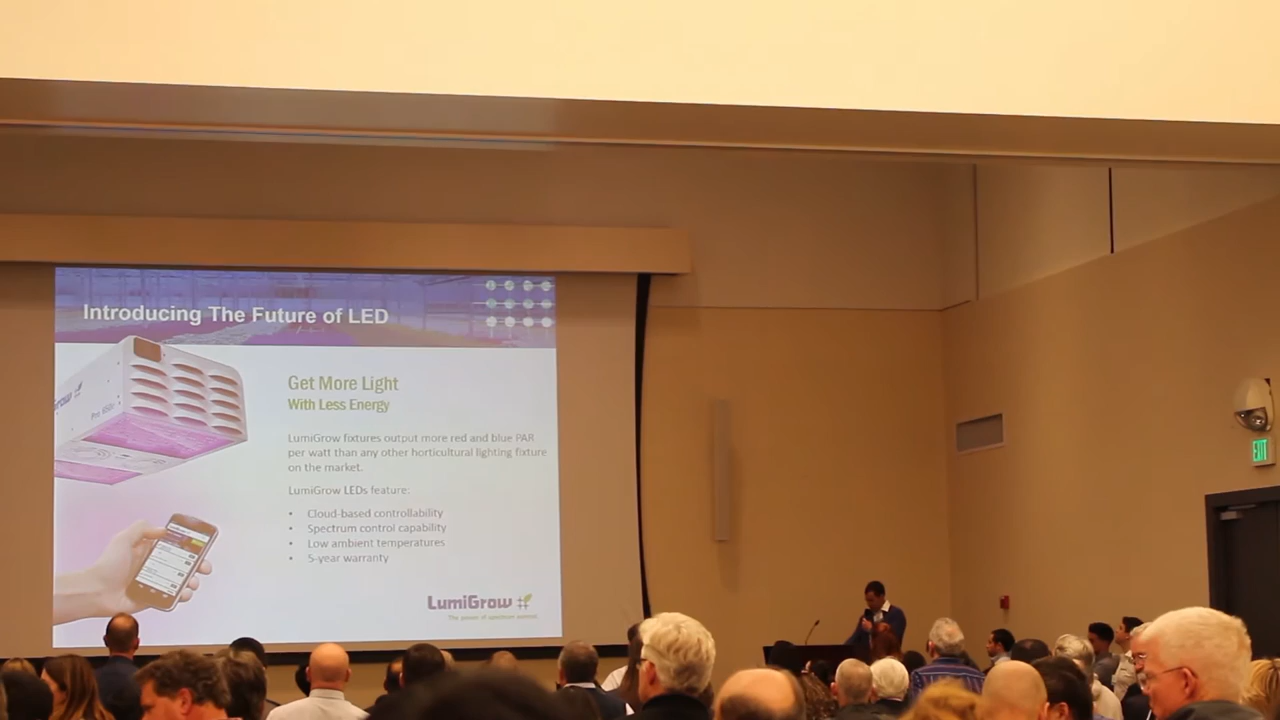 Introducing The Future of LED
Get More Light
With Less Energy
LumiGrow fixtures output more red and blue PAR
per watt than any other horticultural lighting fixture
on the market.
LumiGrow LEDs feature:
• Cloud-based controllability
• Spectrum control capability
• Low ambient temperatures
• 5-year warranty
LumiGrow
EXIT